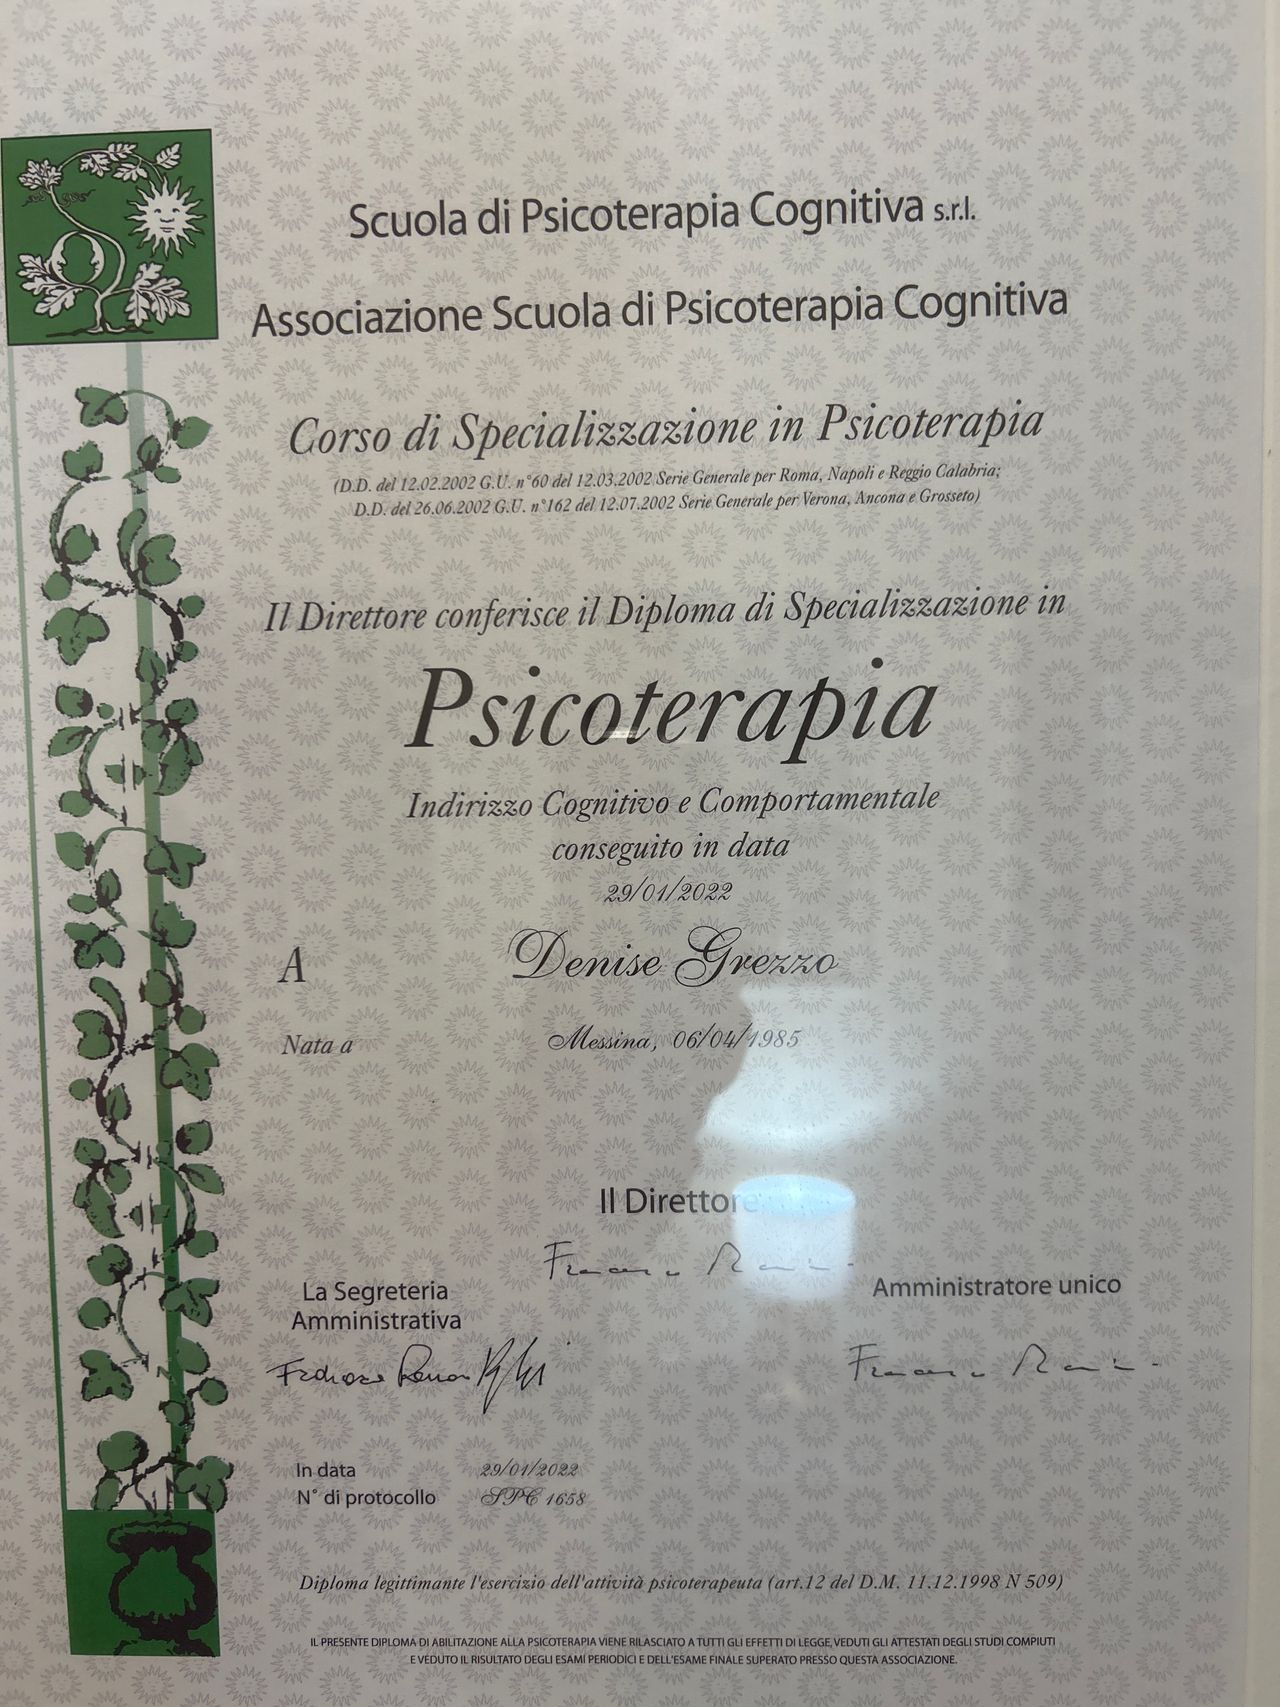 Scuola di Psicoterapia Cognitiva s.r.l.
Associazione Scuola di Psicoterapia Cognitiva
Corso di Specializzazione in Psicoterapia
(D.D. del 12.02.2002 G.U. n°60 del 12.03.2002 Serie Generale per Roma, Napoli e Reggio Calabria;
D.D. del 26.06.2002 G.U. n°162 del 12.07.2002 Serie Generale per Verona, Ancona e Grosseto)
Il Direttore conferisce il Diploma di Specializzazione in
Psicoterapia
Indirizzo Cognitivo e Comportamentale
conseguito in data
29/01/2022
A Denise Grezzo
Nata a Messina, 06/04/1985
Il Direttore
La Segreteria
Amministrativa
Amministratore unico
In data 29/01/2022
N° di protocollo SPC 1658
Diploma legittimante l'esercizio dell'attività psicoterapeuta (art.12 del D.M. 11.12.1998 N 509)
IL PRESENTE DIPLOMA DI ABILITAZIONE ALLA PSICOTERAPIA VIENE RILASCIATO A TUTTI GLI EFFETTI DI LEGGE, VEDUTI GLI ATTESTATI DEGLI STUDI COMPIUTI
E VEDUTO IL RISULTATO DEGLI ESAMI PERIODICI E DELL'ESAME FINALE SUPERATO PRESSO QUESTA ASSOCIAZIONE.